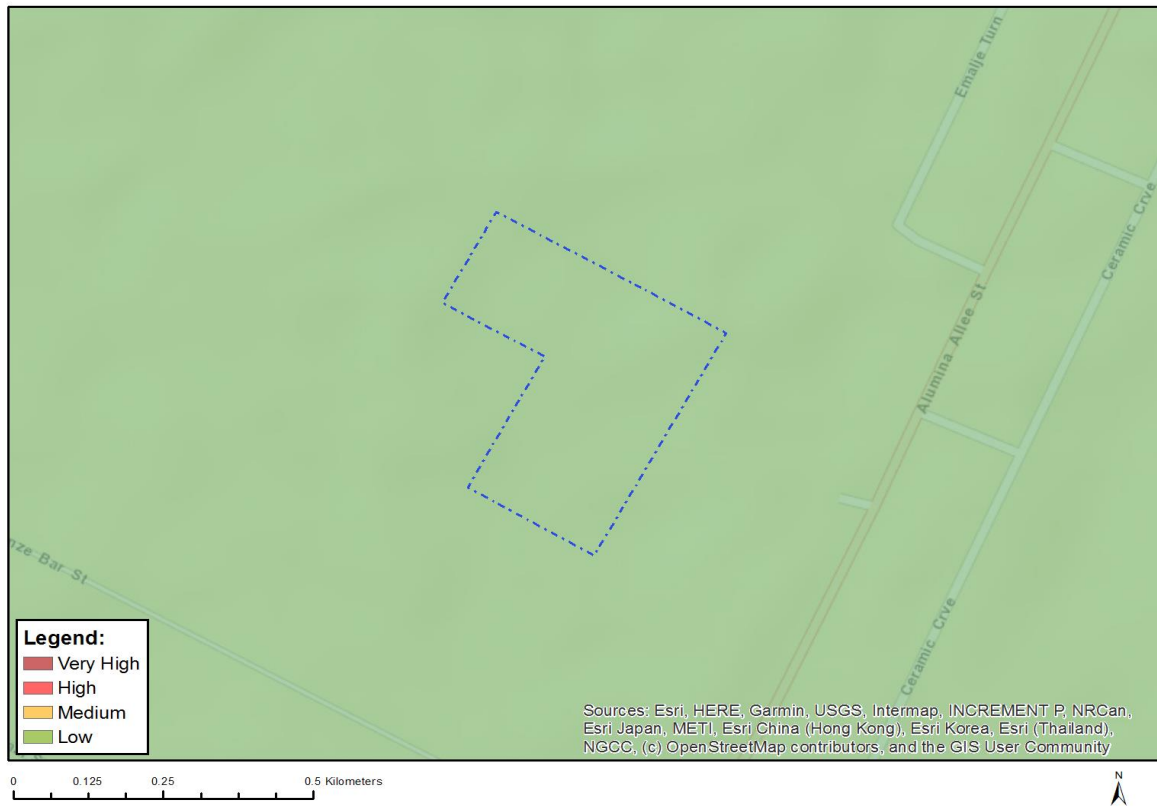 Emalje Turn
Ceramic Crve
Alumina Allee St
Ceramic Crve
nze Bar St
Legend:
Very High
High
Medium
Low
Sources: Esri, HERE, Garmin, USGS, Intermap, INCREMENT P, NRCan,
Esri Japan, METI, Esri China (Hong Kong), Esri Korea, Esri (Thailand),
NGCC, (c) OpenStreetMap contributors, and the GIS User Community
0 0.125 0.25 0.5 Kilometers
N